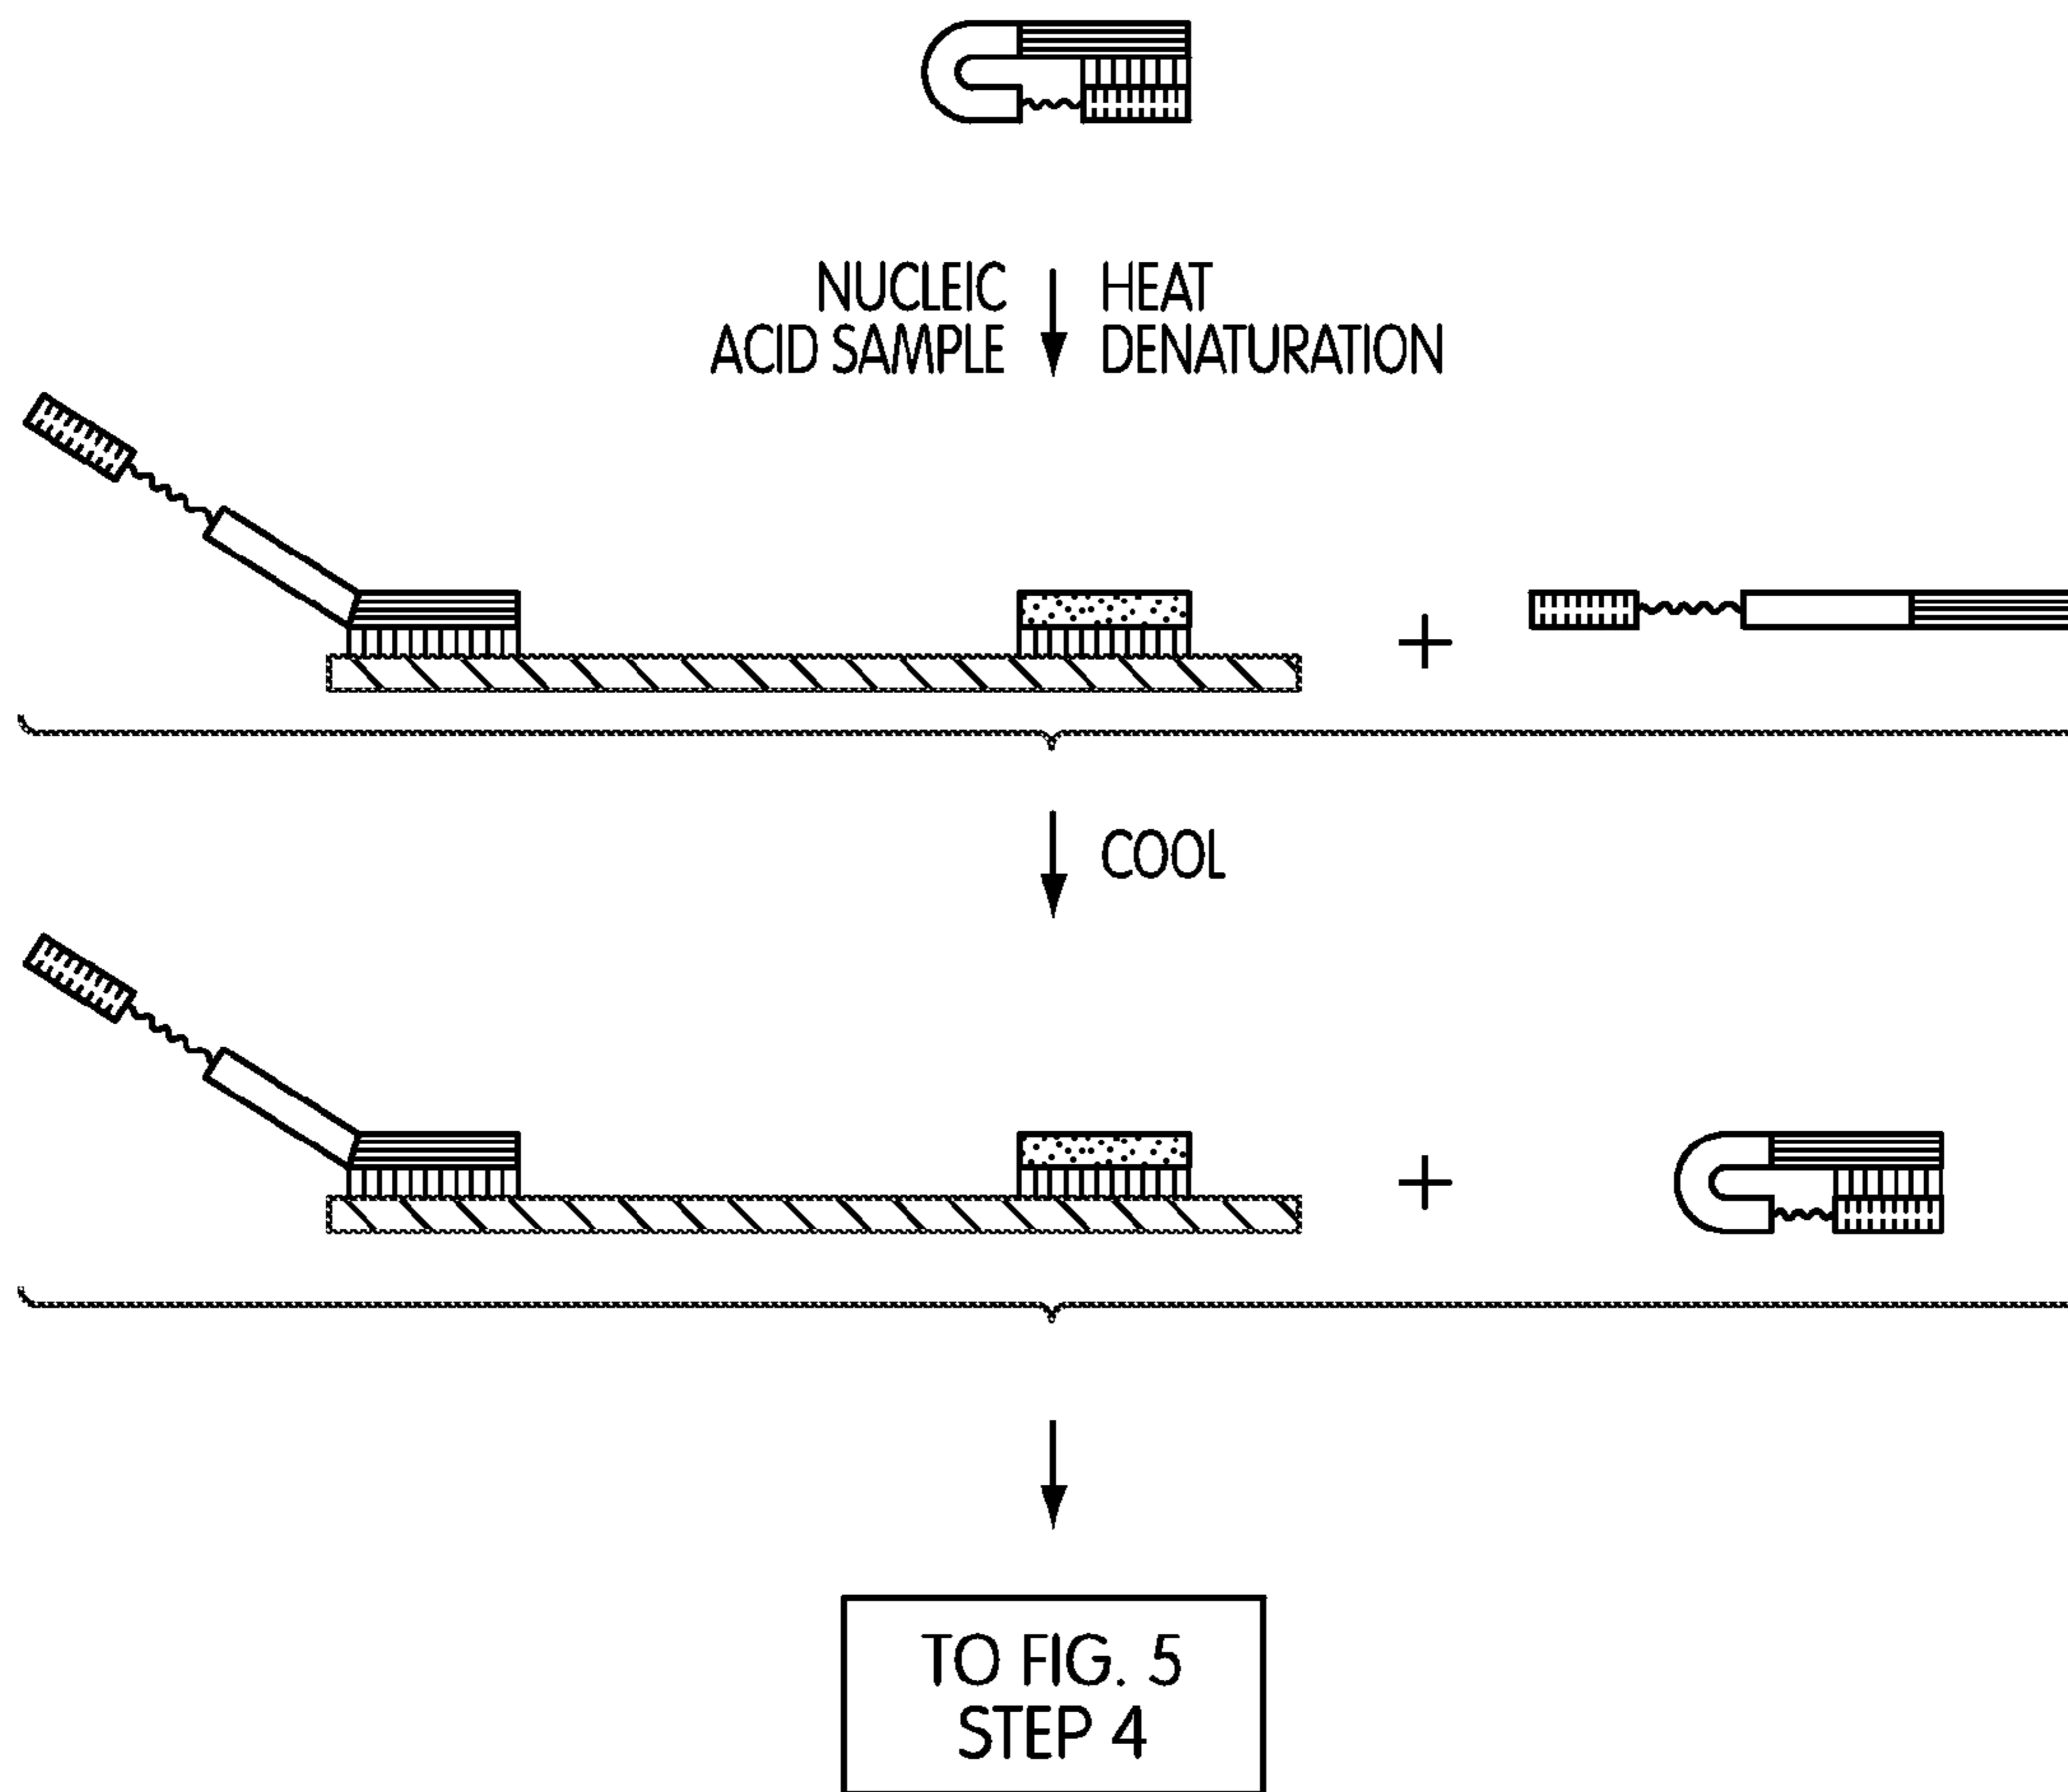 NUCLEIC
ACID SAMPLE
HEAT
DENATURATION
COOL
TO FIG. 5
STEP 4